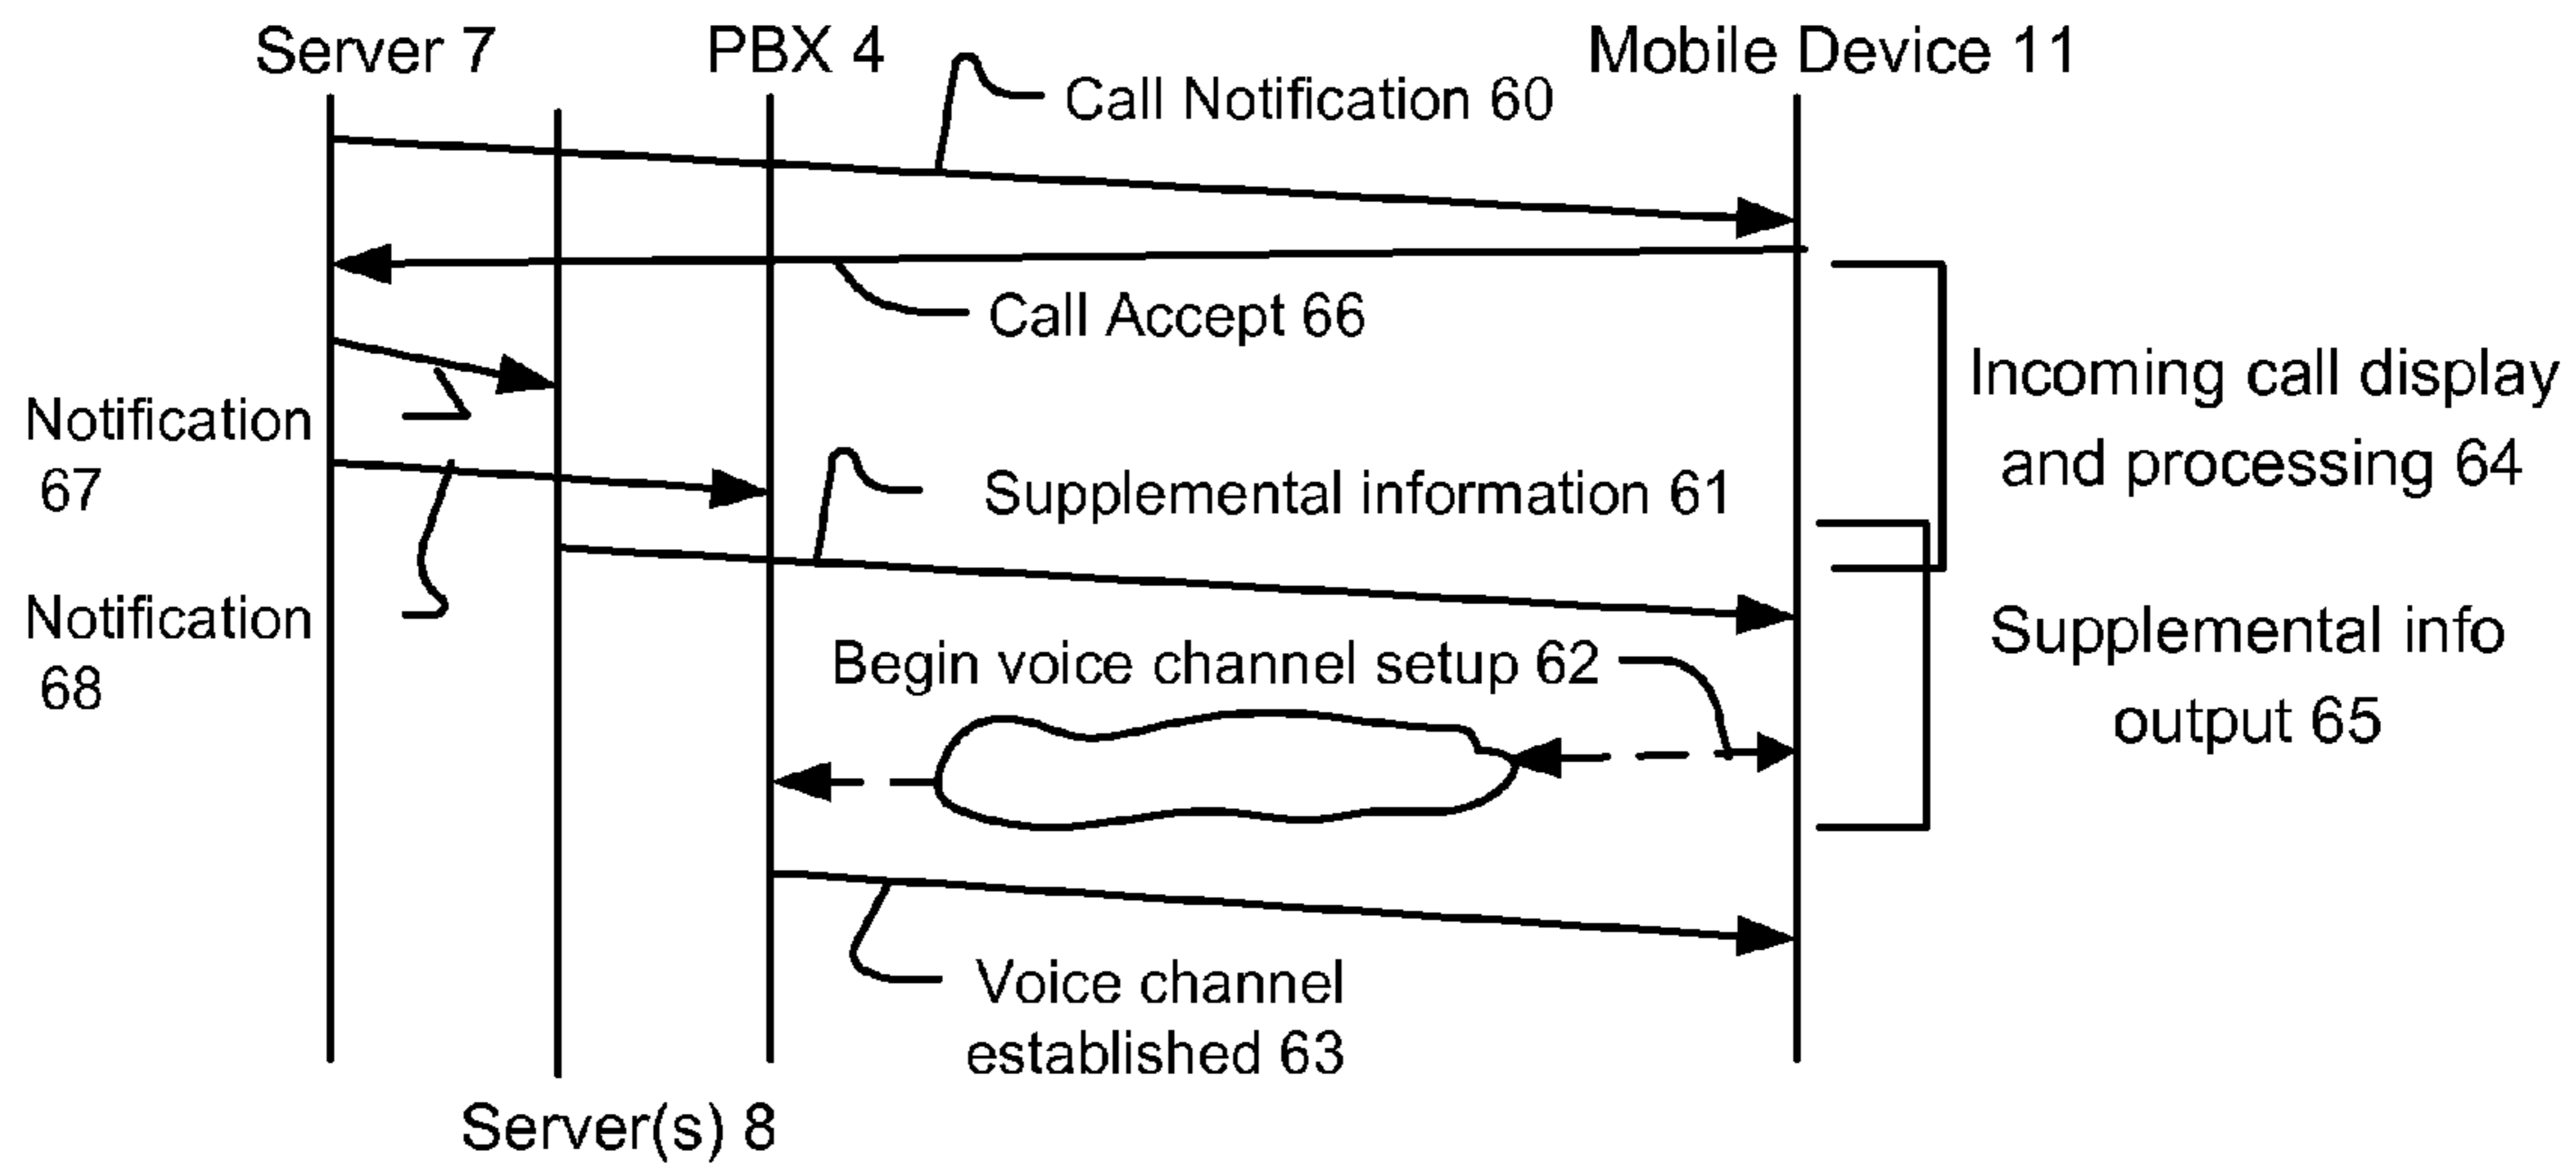 Server 7
PBX 4
Mobile Device 11
Call Notification 60
Call Accept 66
Incoming call display
and processing 64
Notification
67
Supplemental information 61
Notification
68
Supplemental info
output 65
Begin voice channel setup 62
Voice channel
established 63
Server(s) 8